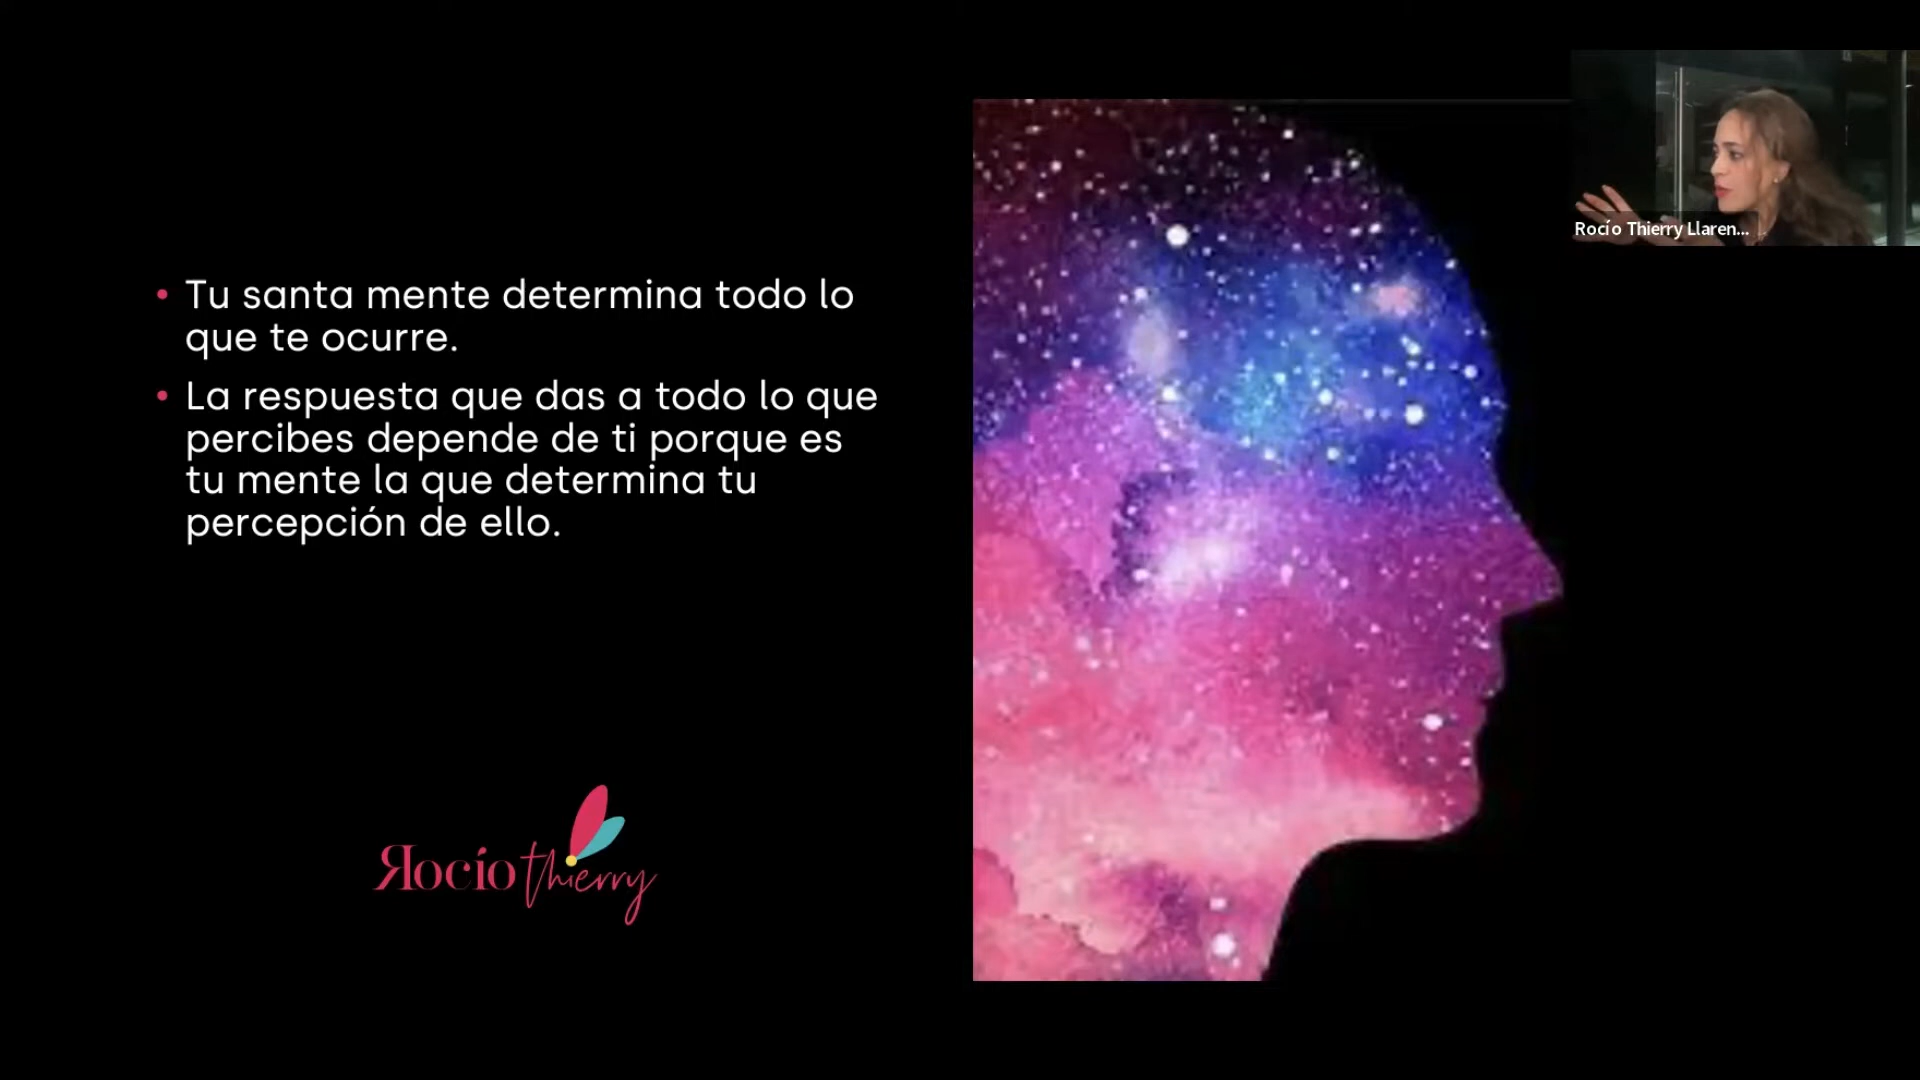 Rocío Thierry Llaren...
• Tu santa mente determina todo lo
que te ocurre.
• La respuesta que das a todo lo que
percibes depende de ti porque es
tu mente la que determina tu
percepción de ello.
Rocío thierry